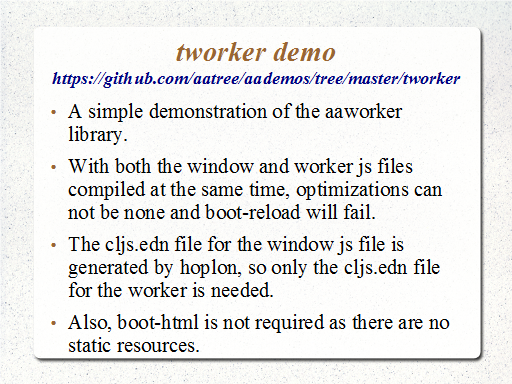 tworker demo
https://github.com/aatree/aademos/tree/master/tworker
• A simple demonstration of the aaworker
library.
• With both the window and worker js files
compiled at the same time, optimizations can
not be none and boot-reload will fail.
• The cljs.edn file for the window js file is
generated by hoplon, so only the cljs.edn file
for the worker is needed.
• Also, boot-html is not required as there are no
static resources.